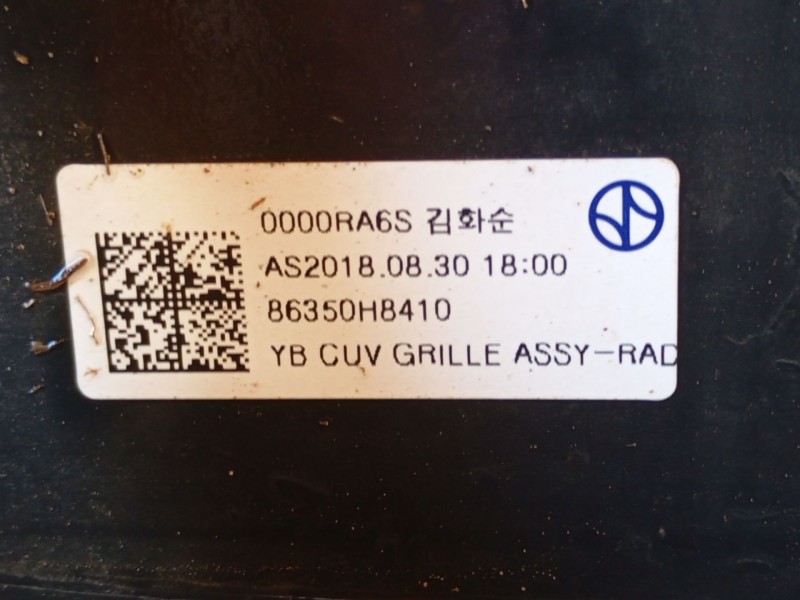 0000RA6S 김화순
AS2018.08.30 18:00
86350H8410
YB CUV GRILLE ASSY-RAD